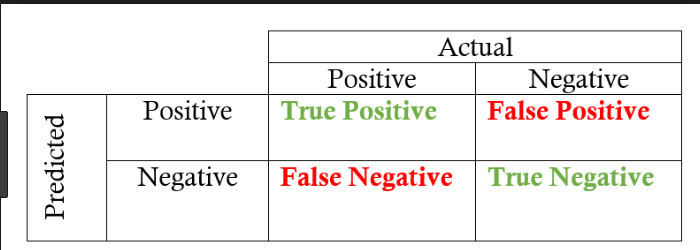 Actual
Positive Negative
Predicted
Positive True Positive False Positive
Negative False Negative True Negative